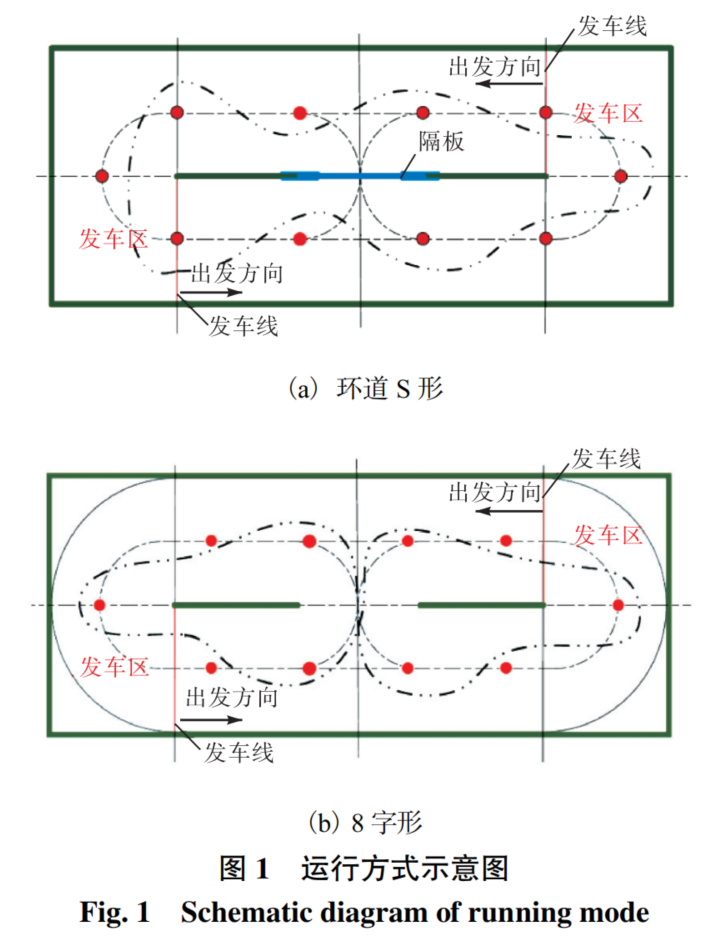 发车线
出发方向
发车区
隔板
发车区
出发方向
发车线
(a) 环道 S 形
发车线
出发方向
发车区
发车区
出发方向
发车线
(b) 8 字形
图 1 运行方式示意图
Fig. 1 Schematic diagram of running mode